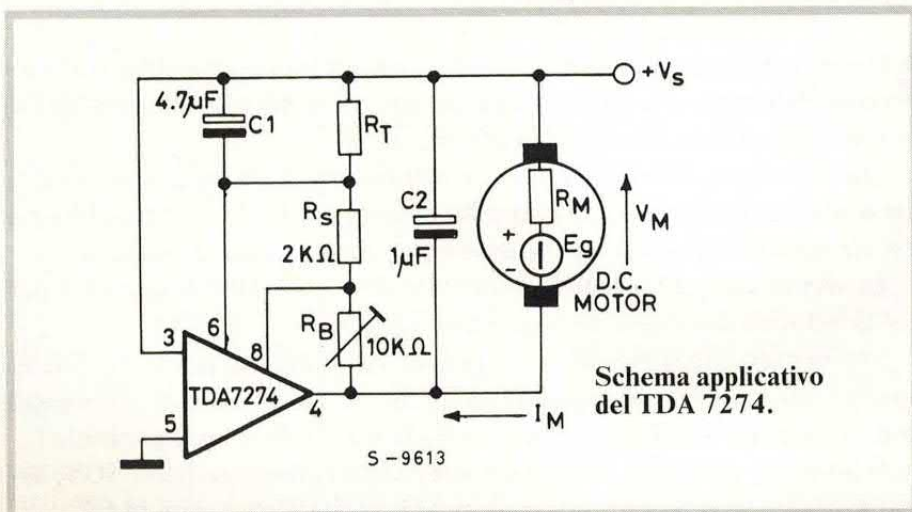 +Vs
4.7µF
C1
RT
Rs
2KΩ
C2
1µF
RM
+
Eg
-
VM
D.C.
MOTOR
RB
10KΩ
3
6
8
TDA7274
4
5
IM
Schema applicativo
del TDA 7274.
S-9613